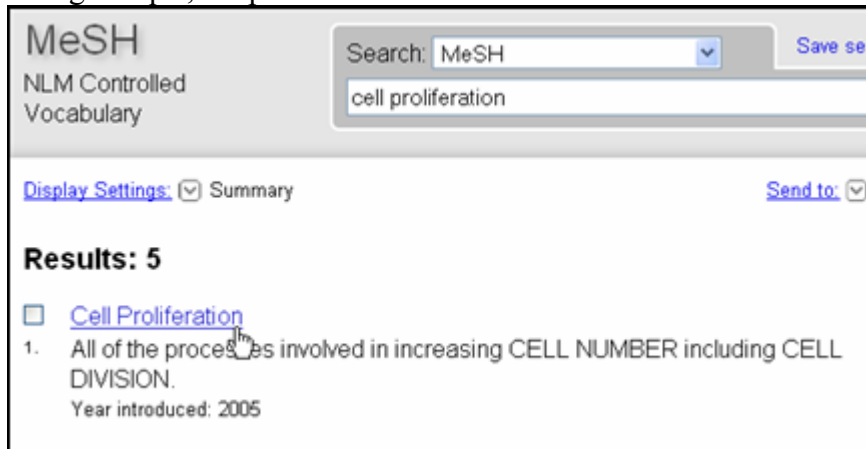 MeSH
NLM Controlled
Vocabulary
Search: MeSH
Save se
cell proliferation
Display Settings: Summary
Send to:
Results: 5
Cell Proliferation
1. All of the processes involved in increasing CELL NUMBER including CELL
DIVISION.
Year introduced: 2005